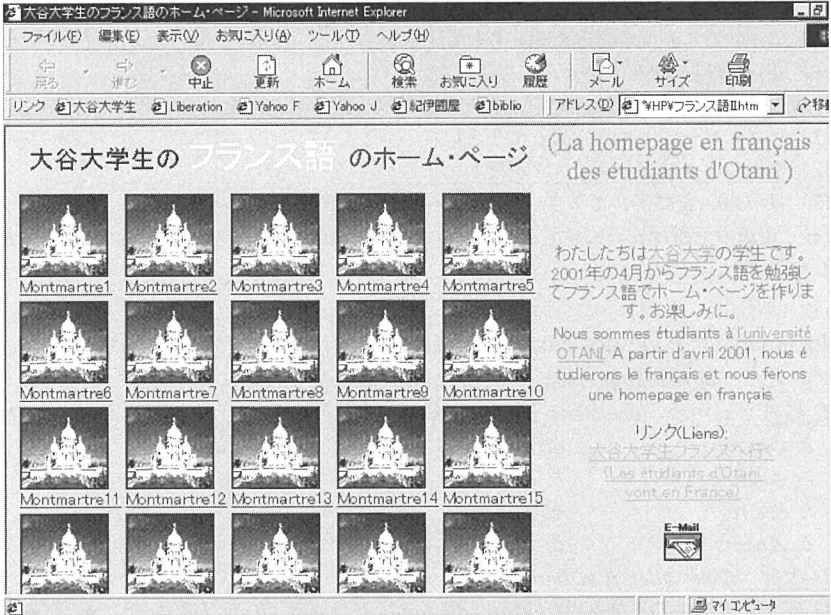 大谷大学生のフランス語のホーム・ページ - Microsoft Internet Explorer
ファイル(F) 編集(E) 表示(V) お気に入り(A) ツール(T) ヘルプ(H)
戻る 進む 中止 更新 ホーム 検索 お気に入り 履歴 メール サイズ 印刷
リンク 大谷大学生 Liberation Yahoo F Yahoo J 紀伊國屋 biblio アドレス(D) ¥HP¥フランス語Ⅱhtm 移動
大谷大学生の フランス語 のホーム・ページ
Montmartre1 Montmartre2 Montmartre3 Montmartre4 Montmartre5
Montmartre6 Montmartre7 Montmartre8 Montmartre9 Montmartre10
Montmartre11 Montmartre12 Montmartre13 Montmartre14 Montmartre15
(La homepage en français
des étudiants d'Otani )
わたしたちは大谷大学の学生です。
2001年の4月からフランス語を勉強し
てフランス語でホーム・ページを作りま
す。お楽しみに。
Nous sommes étudiants à l'université
OTANI. A partir d'avril 2001, nous é
tudierons le français et nous ferons
une homepage en français.
リンク(Liens):
大谷大学生フランスへ行く
(Les étudiants d'Otani
vont en France)
E-Mail
マイ コンピュータ